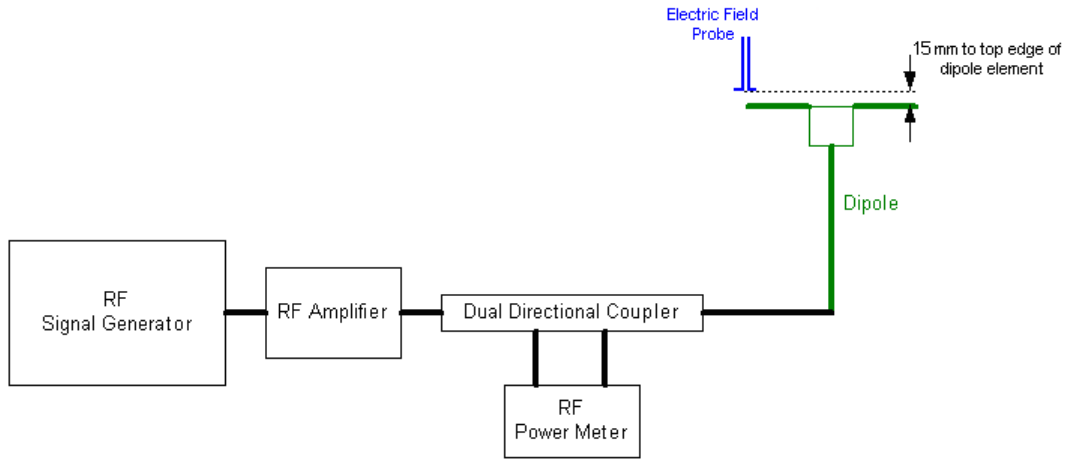 Electric Field
Probe
15 mm to top edge of
dipole element
Dipole
RF
Signal Generator
RF Amplifier
Dual Directional Coupler
RF
Power Meter